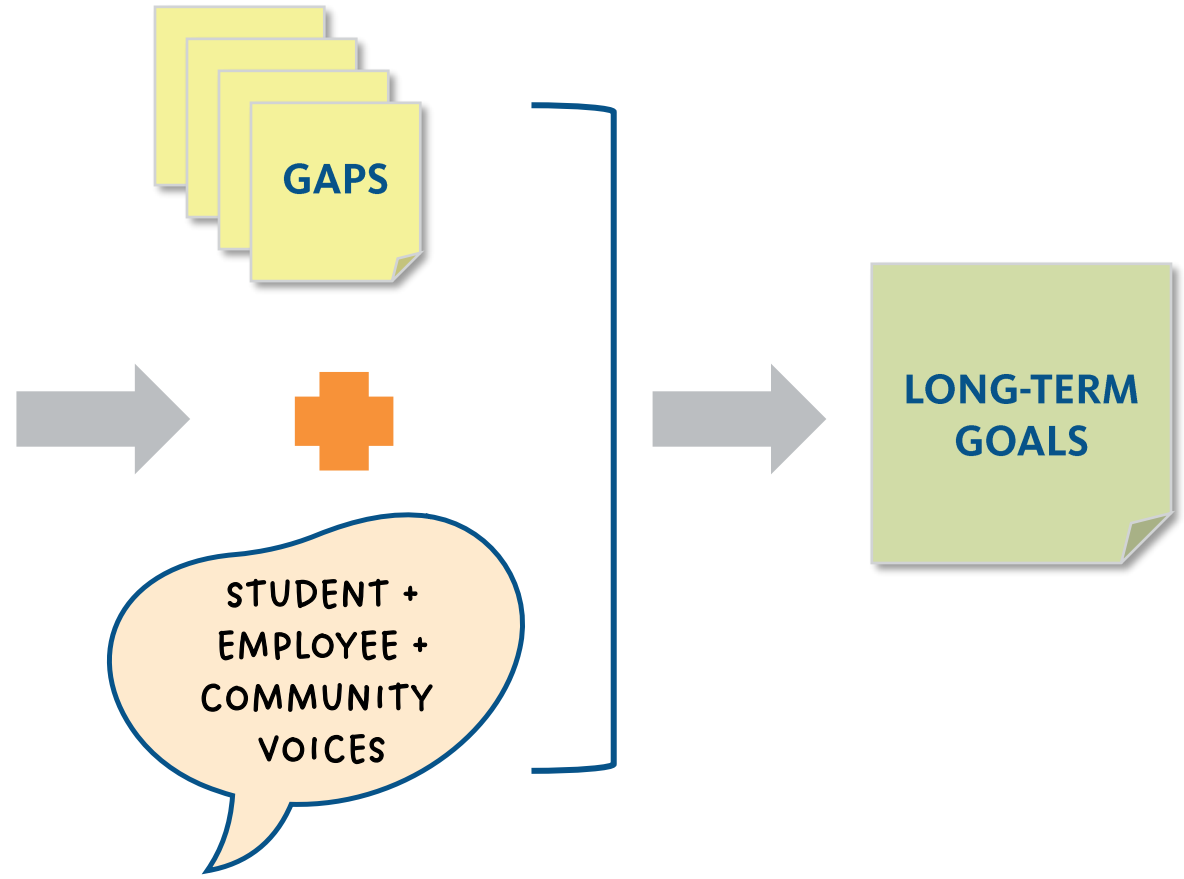 GAPS
STUDENT +
EMPLOYEE +
COMMUNITY
VOICES
LONG-TERM
GOALS